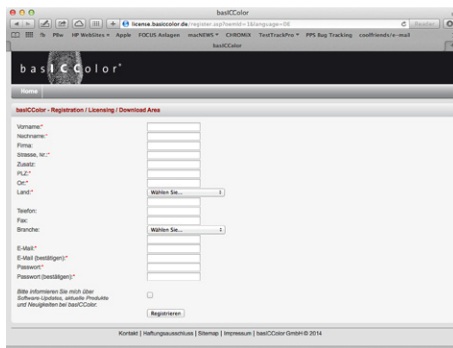 basICColor
license.basiccolor.de/register.jsp?oemid=1&language=DE
Reader
PBw HP WebSites Apple FOCUS Anlagen macNEWS CHROMIX TestTrackPro PPS Bug Tracking coolfriends/e-mail
basICColor
basICColor
Home
basICColor - Registration / Licensing / Download Area
Vorname:*
Nachname:*
Firma:
Strasse, Nr.:*
Zusatz:
PLZ:*
Ort:*
Land:* Wählen Sie...
Telefon:
Fax:
Branche: Wählen Sie...
E-Mail:*
E-Mail (bestätigen):*
Passwort:*
Passwort (bestätigen):*
Bitte informieren Sie mich über
Software-Updates, aktuelle Produkte
und Neuigkeiten bei basICColor:
Registrieren
Kontakt | Haftungsausschluss | Sitemap | Impressum | basICColor GmbH © 2014